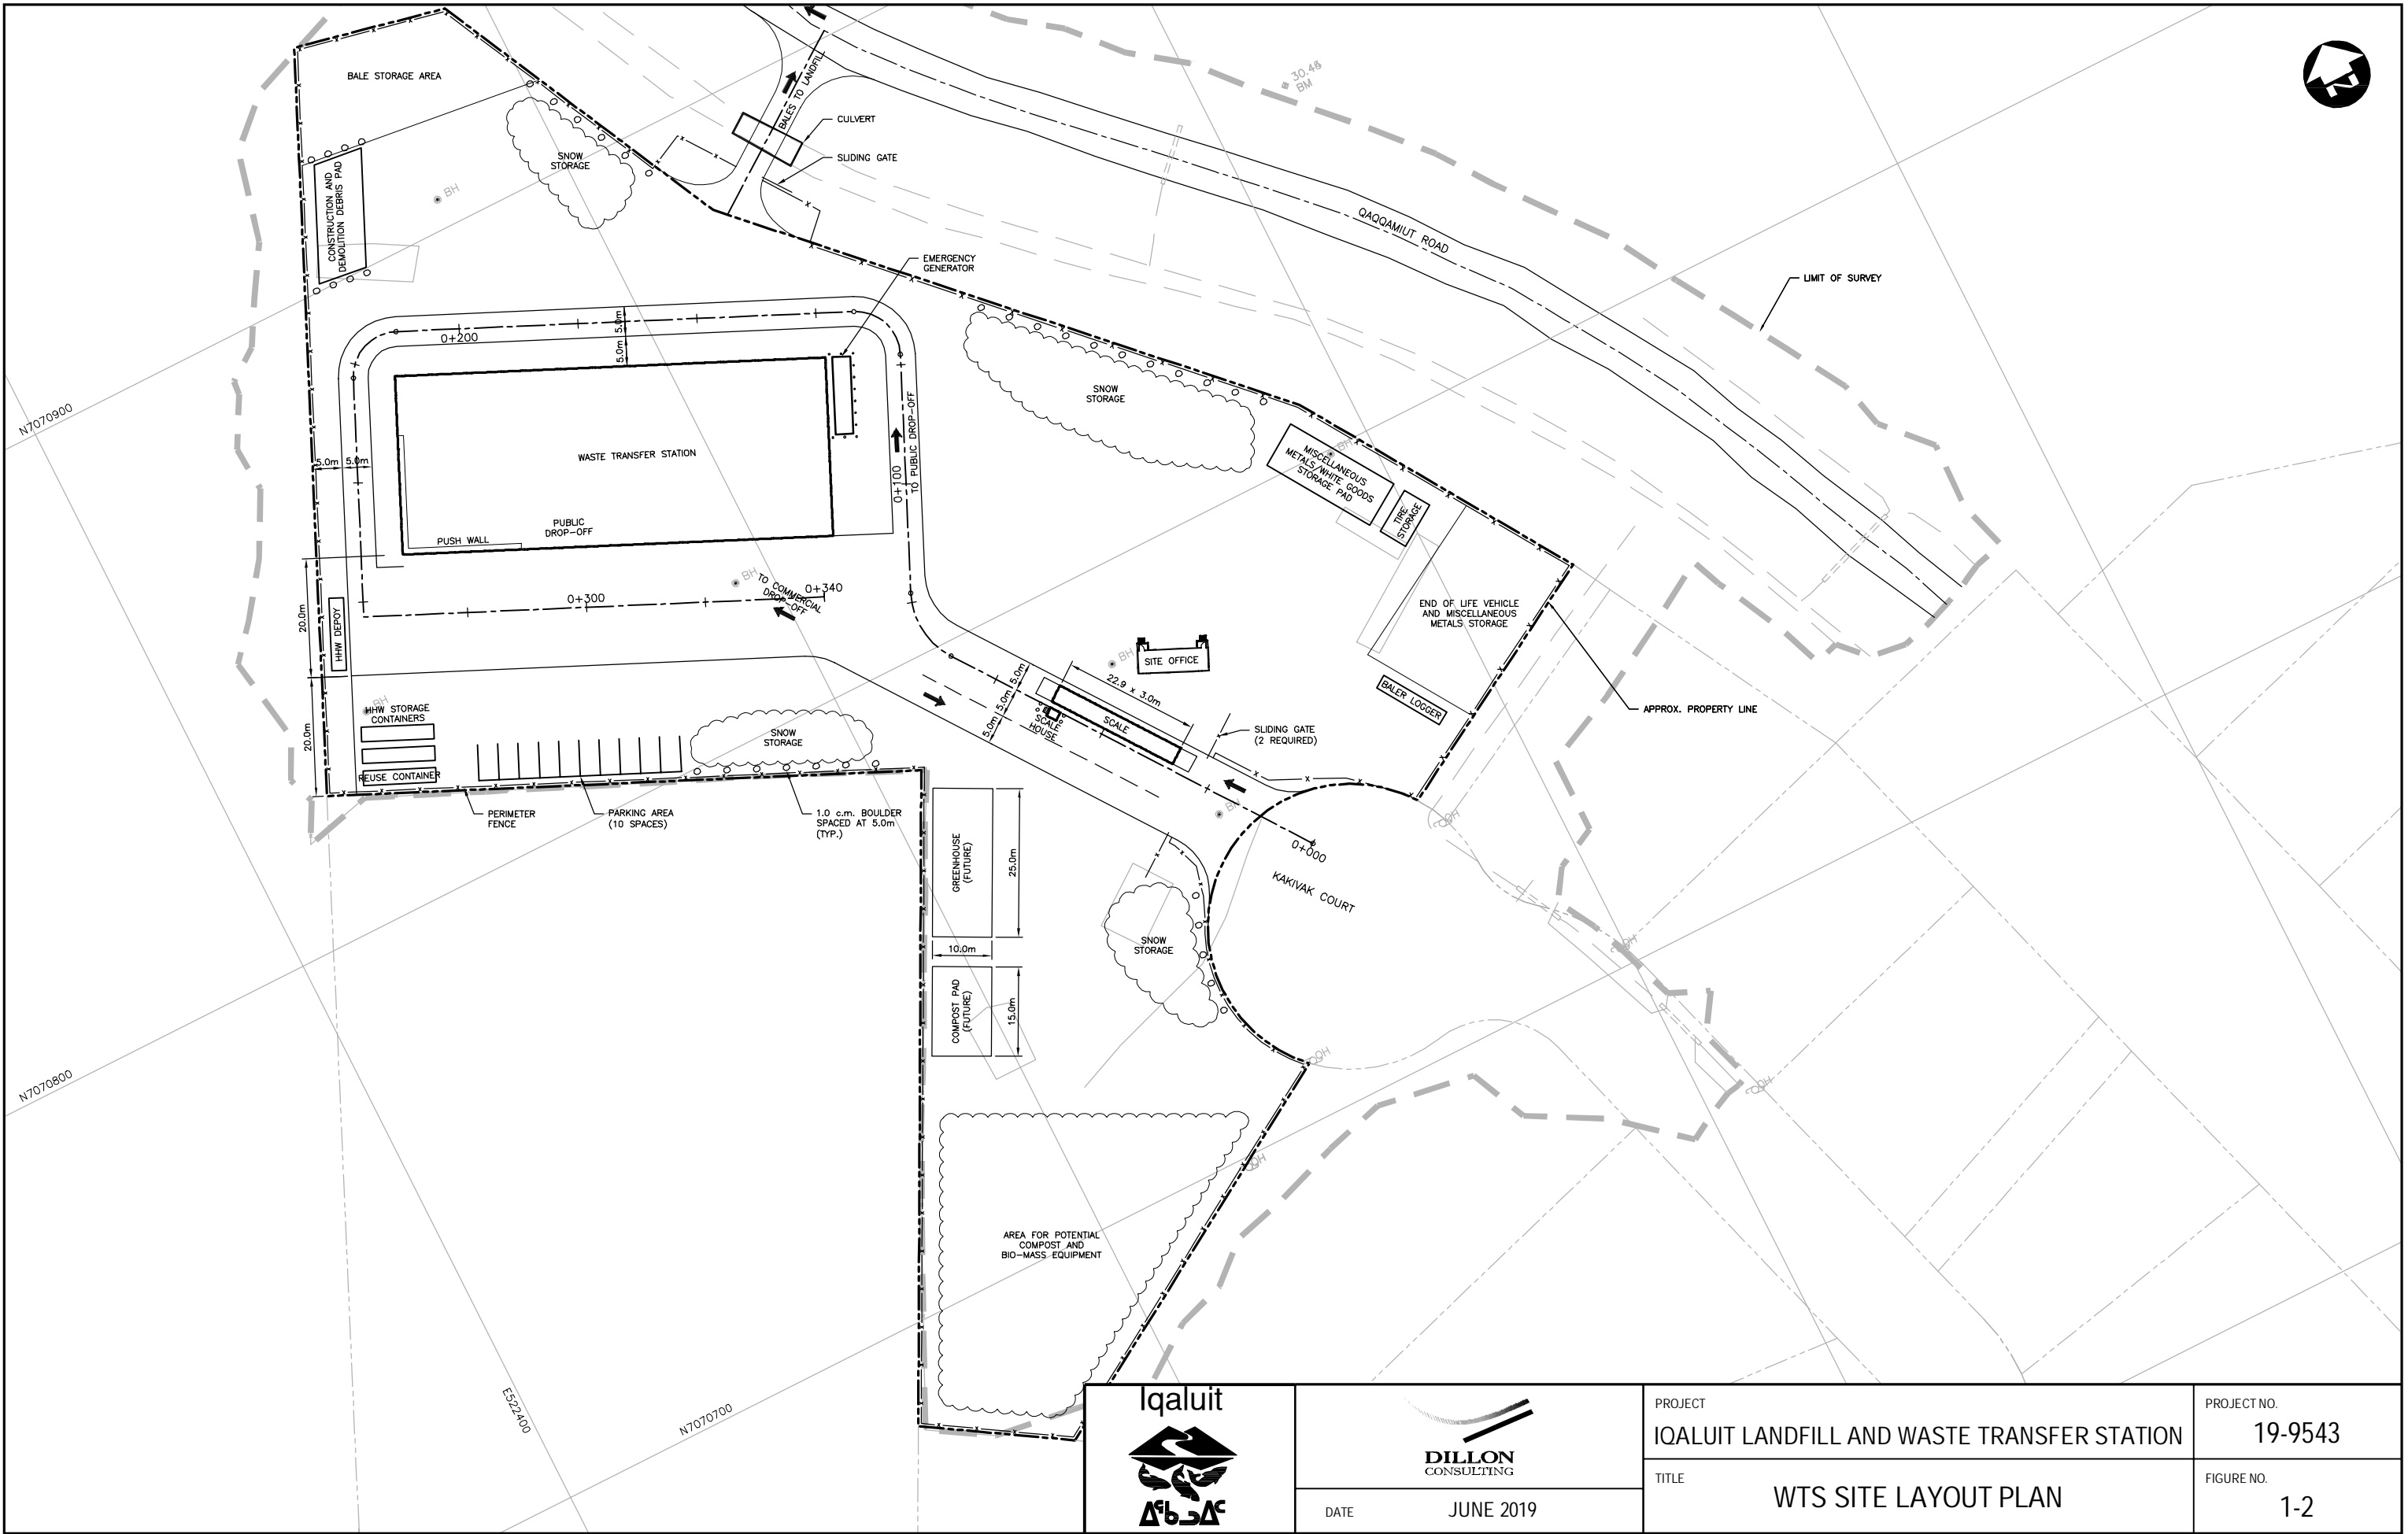 BALE STORAGE AREA
CONSTRUCTION AND
DEMOLITION DEBRIS PAD
SNOW
STORAGE
BH
BALES TO LANDFILL
CULVERT
SLIDING GATE
30.48
BM
QAQQAMIUT ROAD
LIMIT OF SURVEY
EMERGENCY
GENERATOR
N7070900
0+200
5.0m
5.0m
5.0m
5.0m
WASTE TRANSFER STATION
PUSH WALL
PUBLIC
DROP-OFF
0+100
TO PUBLIC DROP-OFF
SNOW
STORAGE
BH
MISCELLANEOUS
METALS/WHITE GOODS
STORAGE PAD
TIRE
STORAGE
END OF LIFE VEHICLE
AND MISCELLANEOUS
METALS STORAGE
BALER LOGGER
APPROX. PROPERTY LINE
BH
TO COMMERCIAL
DROP-OFF
0+340
0+300
20.0m
HHW DEPOY
20.0m
BH
HHW STORAGE
CONTAINERS
REUSE CONTAINER
SNOW
STORAGE
PERIMETER
FENCE
PARKING AREA
(10 SPACES)
1.0 c.m. BOULDER
SPACED AT 5.0m
(TYP.)
BH
SITE OFFICE
5.0m
5.0m
5.0m
22.9 x 3.0m
SCALE
HOUSE
SCALE
SLIDING GATE
(2 REQUIRED)
BH
0+000
KAKIVAK COURT
GREENHOUSE
(FUTURE)
25.0m
10.0m
COMPOST PAD
(FUTURE)
15.0m
SNOW
STORAGE
N7070800
AREA FOR POTENTIAL
COMPOST AND
BIO-MASS EQUIPMENT
E522400
N7070700
Iqaluit
ᐃᖃᓗᐃᑦ
DILLON
CONSULTING
DATE
JUNE 2019
PROJECT
IQALUIT LANDFILL AND WASTE TRANSFER STATION
PROJECT NO.
19-9543
TITLE
WTS SITE LAYOUT PLAN
FIGURE NO.
1-2